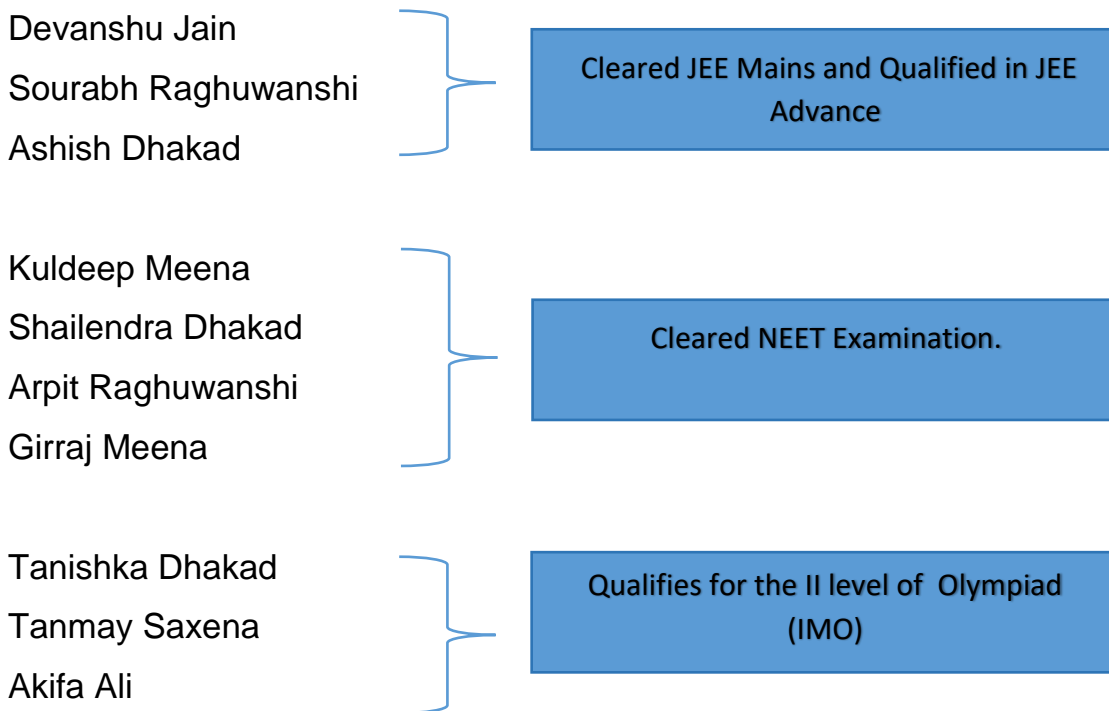 Devanshu Jain
Sourabh Raghuwanshi
Ashish Dhakad
Cleared JEE Mains and Qualified in JEE
Advance
Kuldeep Meena
Shailendra Dhakad
Arpit Raghuwanshi
Girraj Meena
Cleared NEET Examination.
Tanishka Dhakad
Tanmay Saxena
Akifa Ali
Qualifies for the II level of Olympiad
(IMO)